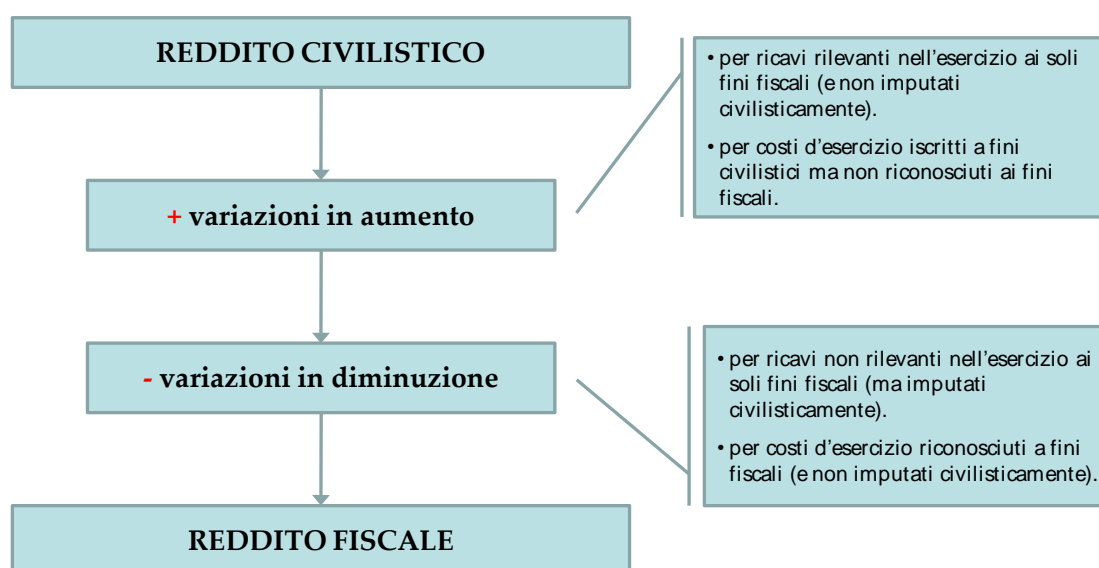 REDDITO CIVILISTICO
• per ricavi rilevanti nell'esercizio ai soli
fini fiscali (e non imputati
civilisticamente).
• per costi d'esercizio iscritti a fini
civilistici ma non riconosciuti ai fini
fiscali.
+ variazioni in aumento
- variazioni in diminuzione
• per ricavi non rilevanti nell'esercizio ai
soli fini fiscali (ma imputati
civilisticamente).
• per costi d'esercizio riconosciuti a fini
fiscali (e non imputati civilisticamente).
REDDITO FISCALE